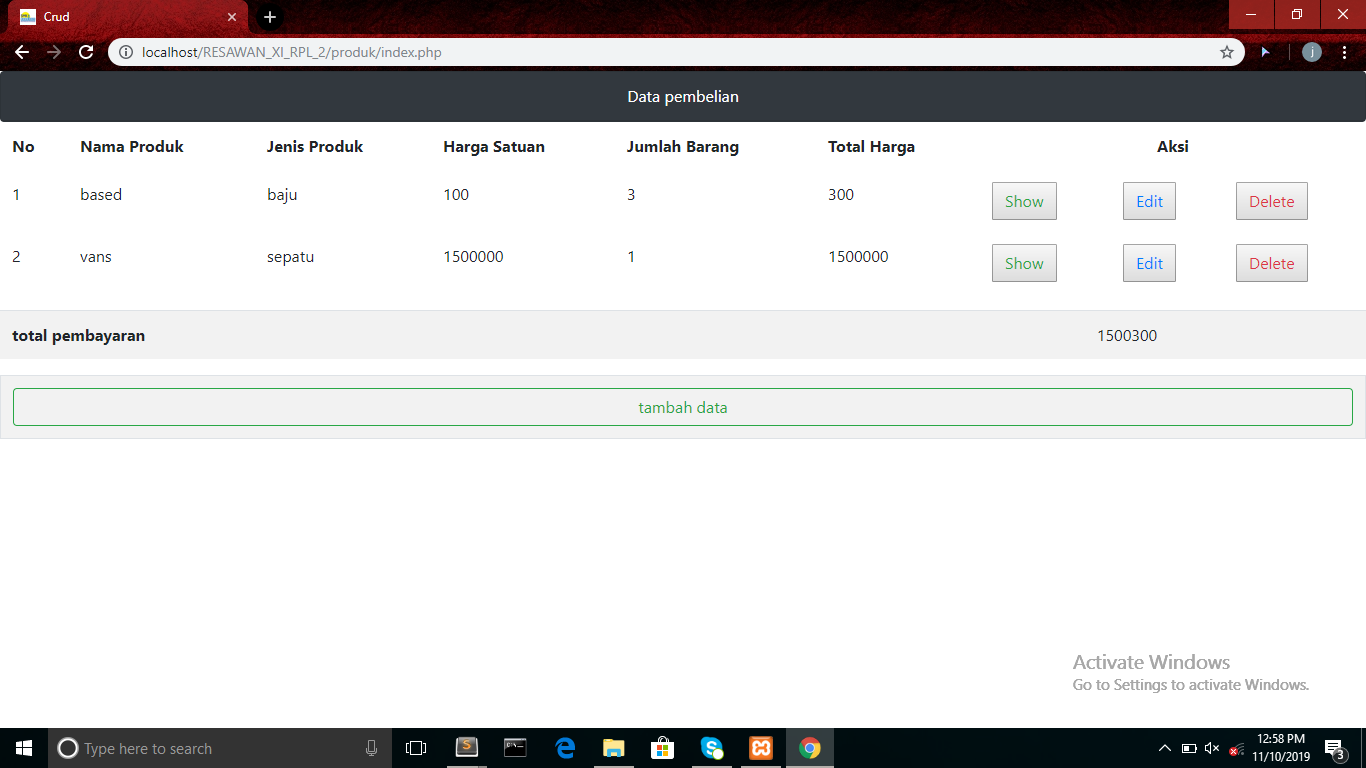 Crud
localhost/RESAWAN_XI_RPL_2/produk/index.php
j
Data pembelian
No Nama Produk Jenis Produk Harga Satuan Jumlah Barang Total Harga Aksi
1 based baju 100 3 300 Show Edit Delete
2 vans sepatu 1500000 1 1500000 Show Edit Delete
total pembayaran 1500300
tambah data
Activate Windows
Go to Settings to activate Windows.
Type here to search
12:58 PM
11/10/2019
3